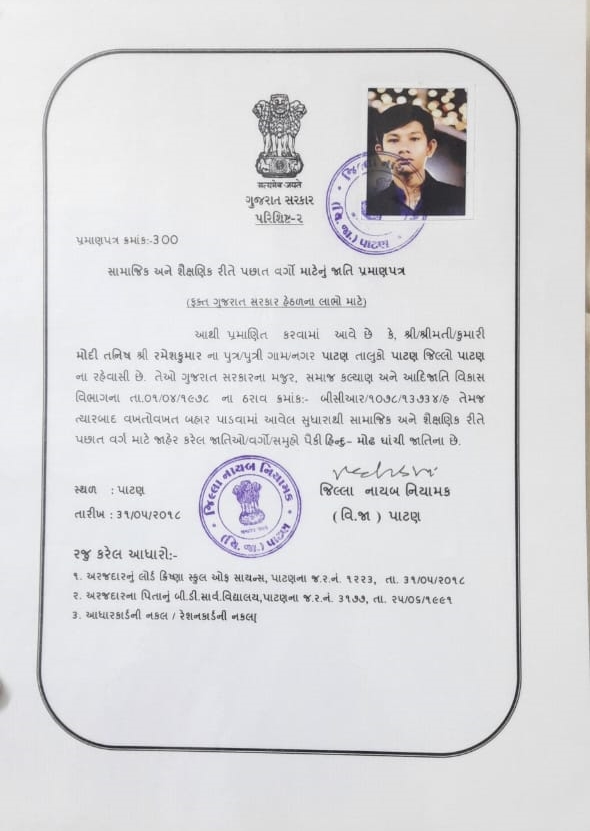 सत्यमेव जयते
ગુજરાત સરકાર
પરિશિષ્ટ-૨
પ્રમાણપત્ર ક્રમાંક:-300
સામાજિક અને શૈક્ષણિક રીતે પછાત વર્ગો માટેનું જાતિ પ્રમાણપત્ર
(ફક્ત ગુજરાત સરકાર હેઠળના લાભો માટે)
આથી પ્રમાણિત કરવામાં આવે છે કે, શ્રી/શ્રીમતી/કુમારી
મોદી તનિષ શ્રી રમેશકુમાર ના પુત્ર/પુત્રી ગામ/નગર પાટણ તાલુકો પાટણ જિલ્લો પાટણ
ના રહેવાસી છે. તેઓ ગુજરાત સરકારના મજુર, સમાજ કલ્યાણ અને આદિજાતિ વિકાસ
વિભાગના તા.૦૧/૦૪/૧૯૭૮ ના ઠરાવ ક્રમાંક:- બીસીઆર/૧૦૭૮/૧૩૭૩૪/હ તેમજ
ત્યારબાદ વખતોવખત બહાર પાડવામાં આવેલ સુધારાથી સામાજિક અને શૈક્ષણિક રીતે
પછાત વર્ગ માટે જાહેર કરેલ જાતિઓ/વર્ગો/સમુહો પૈકી હિન્દુ- મોઢ ઘાંચી જાતિના છે.
સ્થળ : પાટણ
તારીખ : ૩૧/૦૫/૨૦૧૮
જિલ્લા નાયબ નિયામક
જિલ્લા નાયબ નિયામક
(વિ.જા) પાટણ
(વિ. જા.) પાટણ
રજુ કરેલ આધારો:-
૧. અરજદારનું લોર્ડ ક્રિષ્ણા સ્કુલ ઓફ સાયન્સ, પાટણના જ.ર.નં. ૧૨૨૩, તા. ૩૧/૦૫/૨૦૧૮
૨. અરજદારના પિતાનું બી.ડી.સાર્વ.વિદ્યાલય,પાટણના જ.ર.નં. ૩૧૭૭, તા. ૨૫/૦૬/૧૯૯૧
૩. આધારકાર્ડની નકલ / રેશનકાર્ડની નકલ